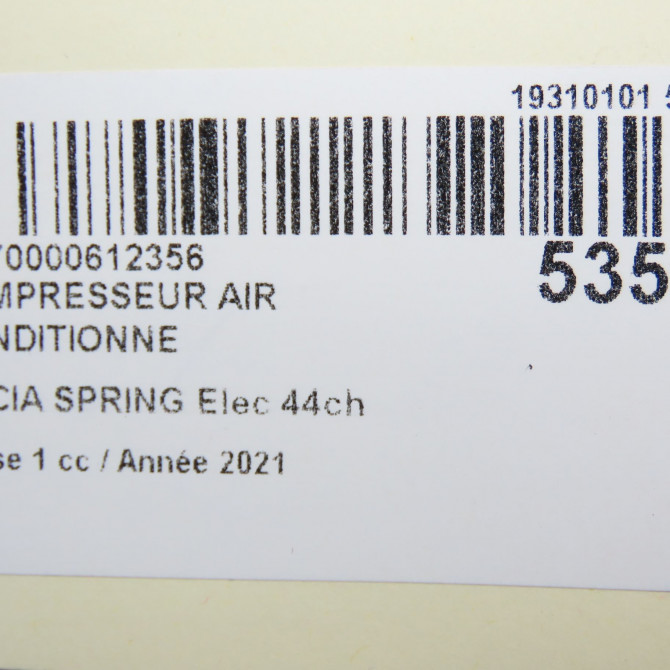 19310101 5
70000612356
535
MPRESSEUR AIR
NDITIONNE
CIA SPRING Elec 44ch
se 1 cc / Année 2021